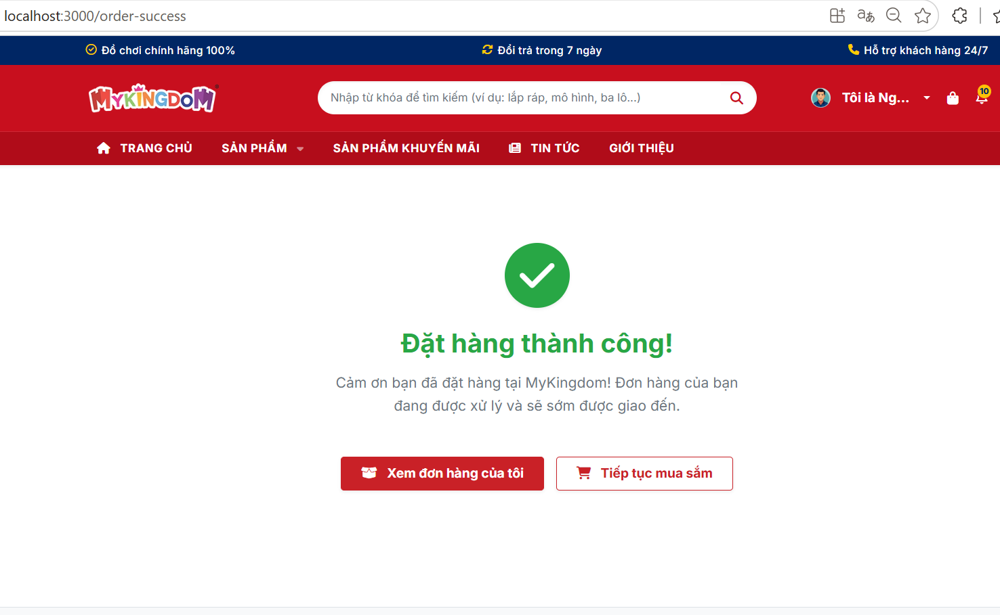 localhost:3000/order-success
Đồ chơi chính hãng 100%
Đổi trả trong 7 ngày
Hỗ trợ khách hàng 24/7
MYKINGDOM
Nhập từ khóa để tìm kiếm (ví dụ: lắp ráp, mô hình, ba lô...)
Tôi là Ng...
10
TRANG CHỦ
SẢN PHẨM
SẢN PHẨM KHUYẾN MÃI
TIN TỨC
GIỚI THIỆU
Đặt hàng thành công!
Cảm ơn bạn đã đặt hàng tại MyKingdom! Đơn hàng của bạn
đang được xử lý và sẽ sớm được giao đến.
Xem đơn hàng của tôi
Tiếp tục mua sắm